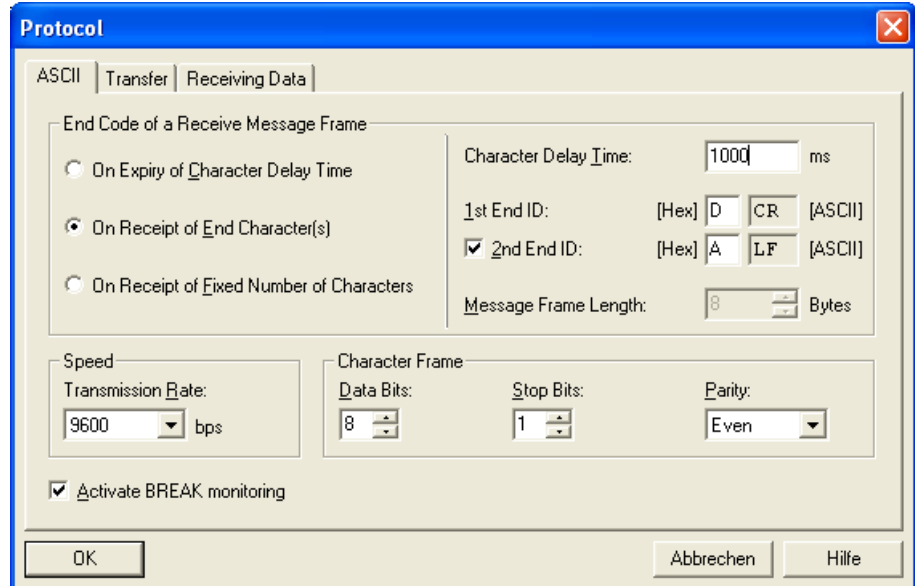 Protocol
ASCII Transfer Receiving Data
End Code of a Receive Message Frame
On Expiry of Character Delay Time
On Receipt of End Character(s)
On Receipt of Fixed Number of Characters
Character Delay Time: 1000 ms
1st End ID: [Hex] D CR [ASCII]
2nd End ID: [Hex] A LF [ASCII]
Message Frame Length: 8 Bytes
Speed
Transmission Rate:
9600 bps
Character Frame
Data Bits: Stop Bits: Parity:
8 1 Even
Activate BREAK monitoring
OK Abbrechen Hilfe